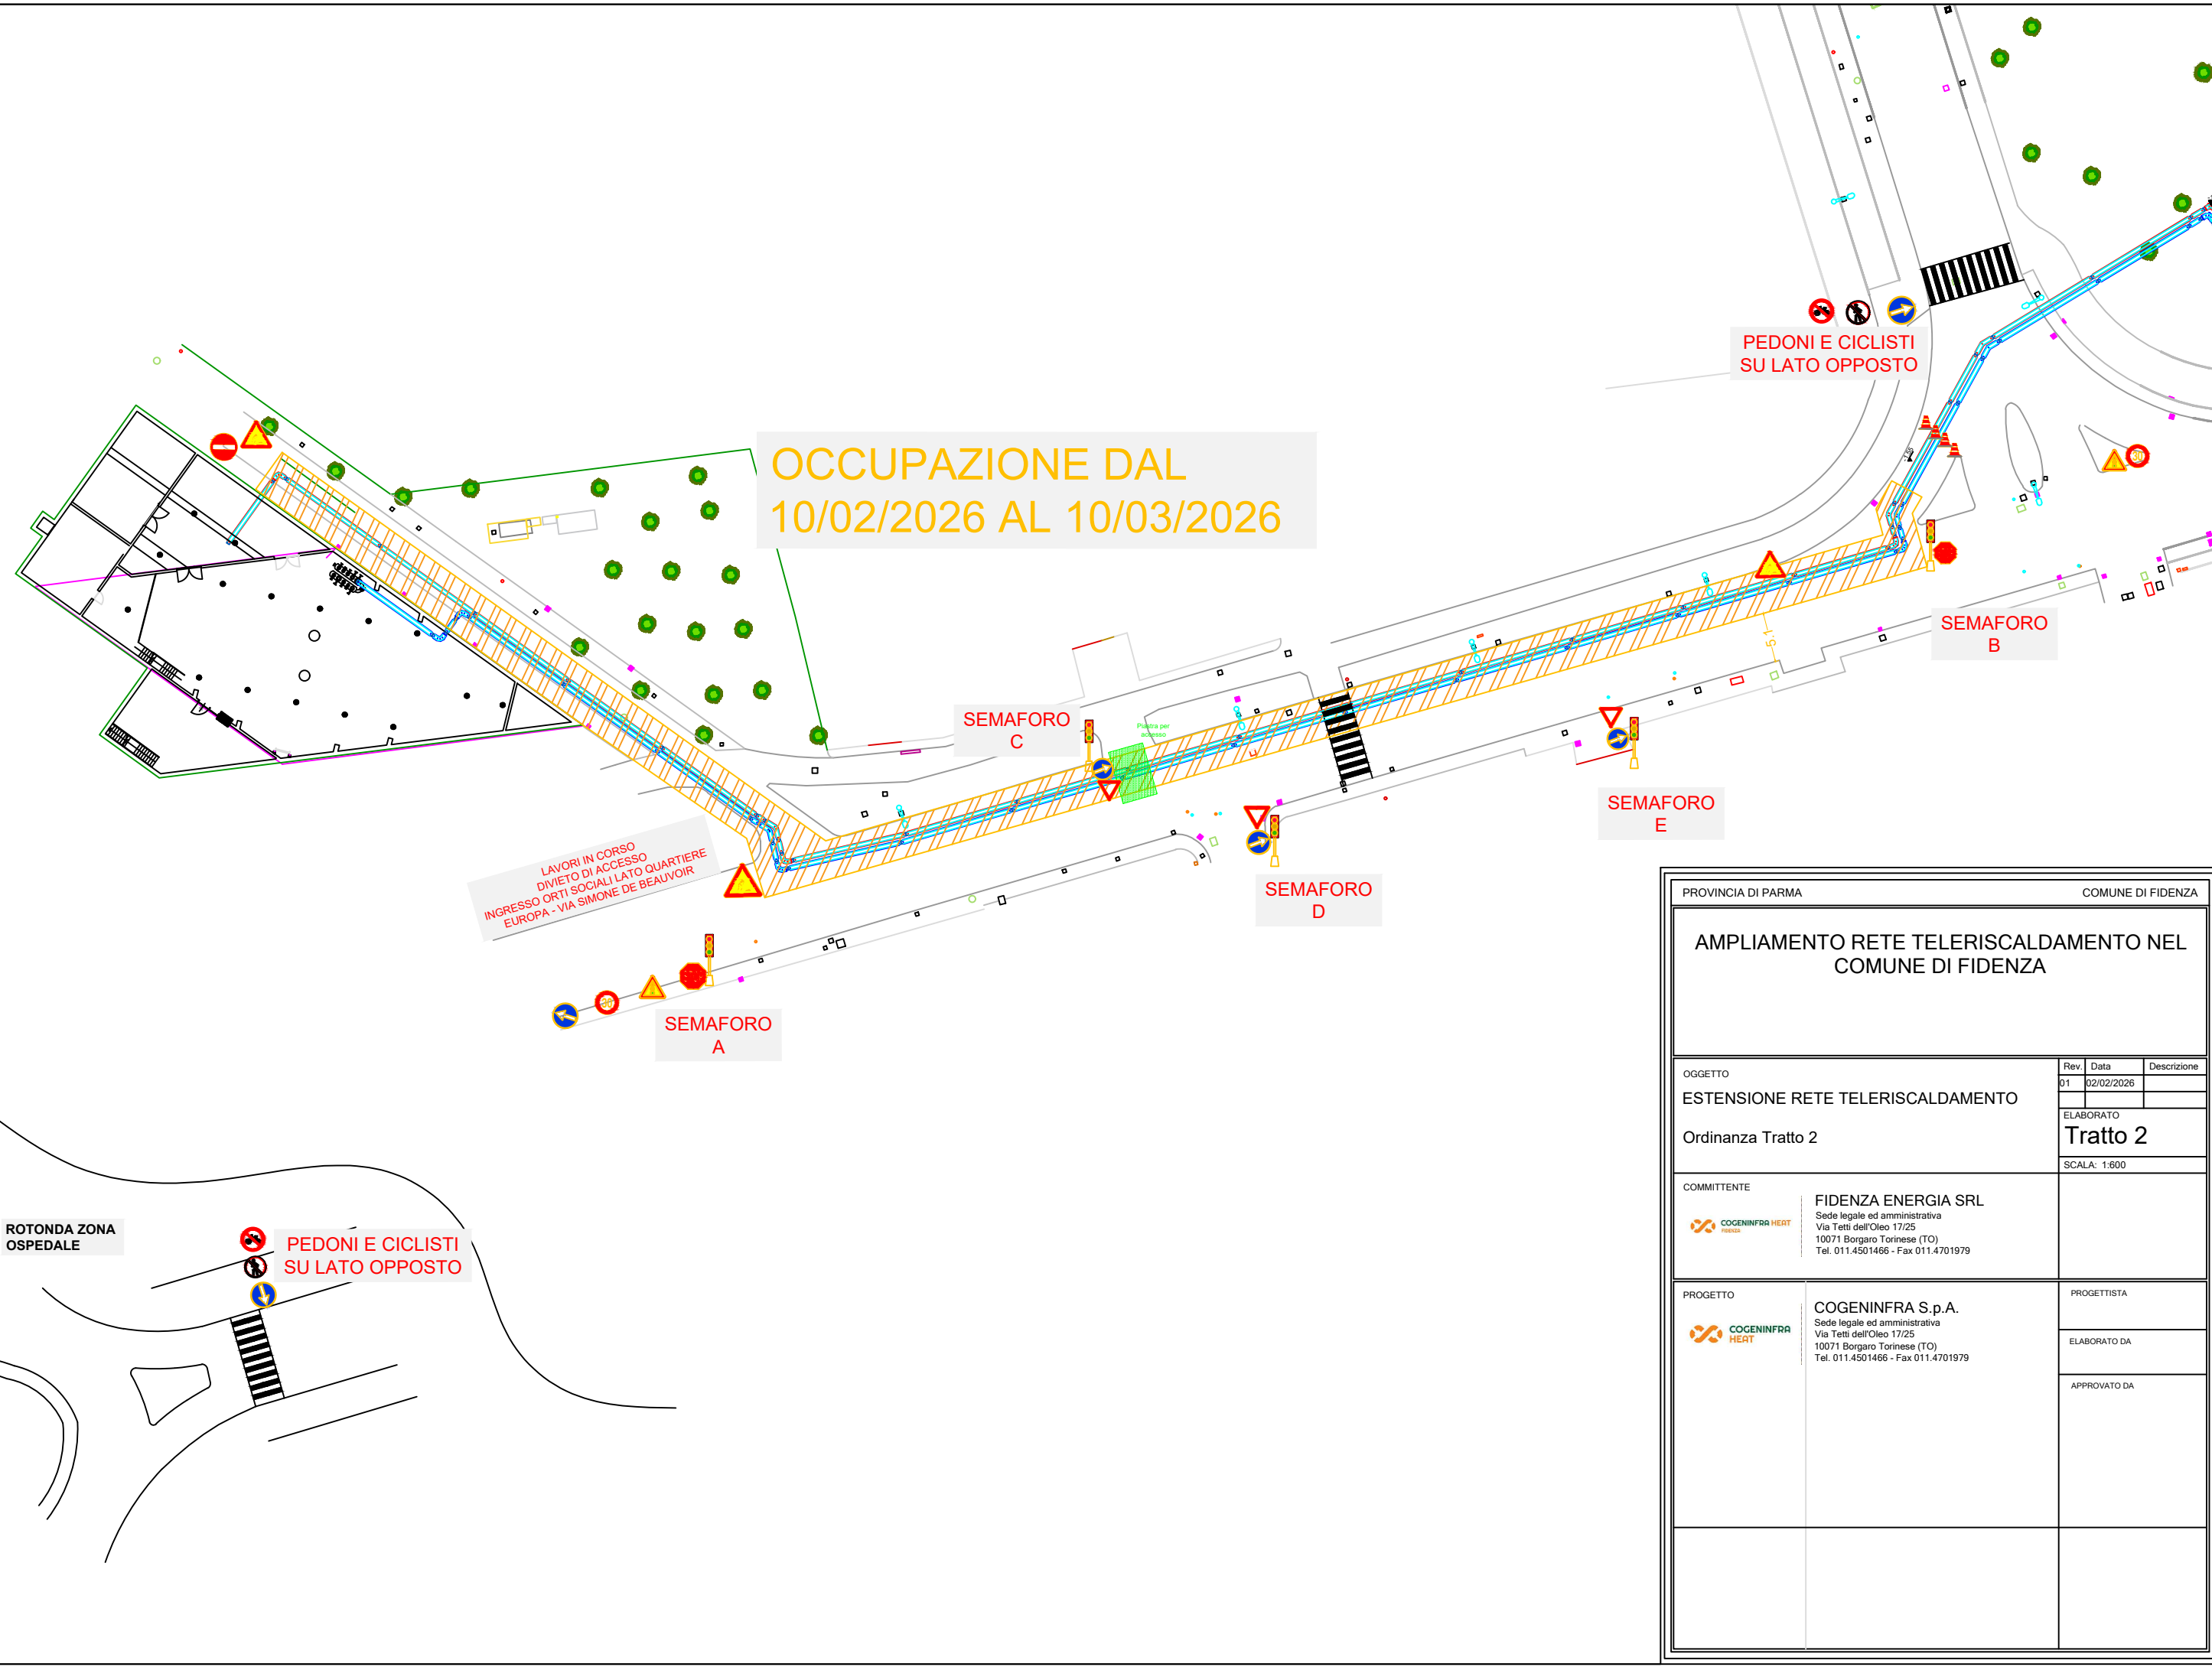 PEDONI E CICLISTI
SU LATO OPPOSTO
OCCUPAZIONE DAL
10/02/2026 AL 10/03/2026
SEMAFORO
B
SEMAFORO
C
Piastra per
accesso
SEMAFORO
E
SEMAFORO
D
LAVORI IN CORSO
DIVIETO DI ACCESSO
INGRESSO ORTI SOCIALI LATO QUARTIERE
EUROPA - VIA SIMONE DE BEAUVOIR
SEMAFORO
A
ROTONDA ZONA
OSPEDALE
PEDONI E CICLISTI
SU LATO OPPOSTO
PROVINCIA DI PARMA
COMUNE DI FIDENZA
AMPLIAMENTO RETE TELERISCALDAMENTO NEL
COMUNE DI FIDENZA
OGGETTO
ESTENSIONE RETE TELERISCALDAMENTO
Ordinanza Tratto 2
Rev. Data Descrizione
01 02/02/2026
ELABORATO
Tratto 2
SCALA: 1:600
COMMITTENTE
COGENINFRA HEAT
FIDENZA
FIDENZA ENERGIA SRL
Sede legale ed amministrativa
Via Tetti dell'Oleo 17/25
10071 Borgaro Torinese (TO)
Tel. 011.4501466 - Fax 011.4701979
PROGETTO
COGENINFRA
HEAT
COGENINFRA S.p.A.
Sede legale ed amministrativa
Via Tetti dell'Oleo 17/25
10071 Borgaro Torinese (TO)
Tel. 011.4501466 - Fax 011.4701979
PROGETTISTA
ELABORATO DA
APPROVATO DA